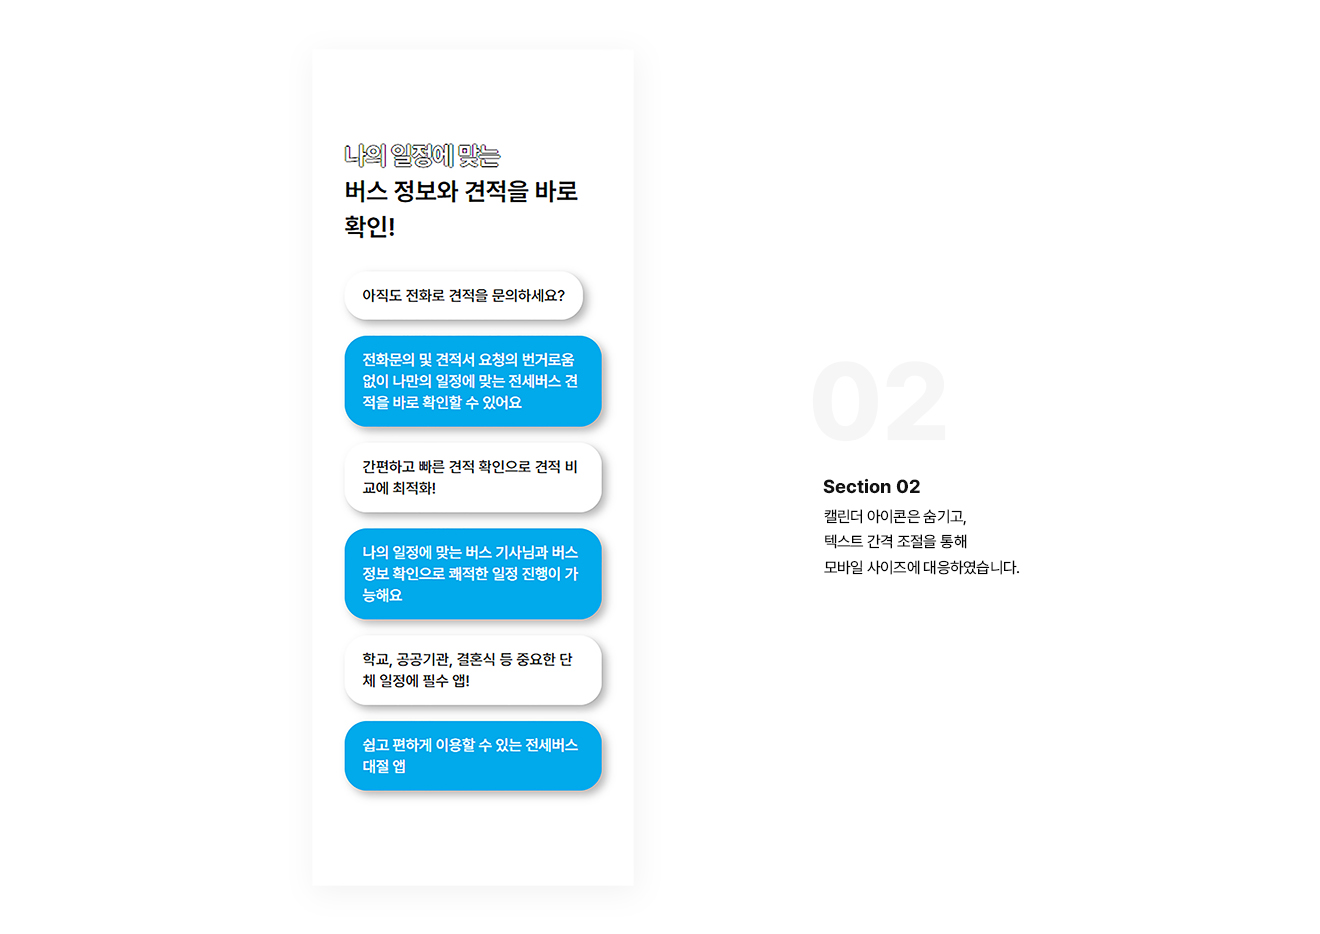 나의 일정에 맞는
버스 정보와 견적을 바로
확인!
아직도 전화로 견적을 문의하세요?
전화문의 및 견적서 요청의 번거로움
없이 나만의 일정에 맞는 전세버스 견
적을 바로 확인할 수 있어요
간편하고 빠른 견적 확인으로 견적 비
교에 최적화!
나의 일정에 맞는 버스 기사님과 버스
정보 확인으로 쾌적한 일정 진행이 가
능해요
학교, 공공기관, 결혼식 등 중요한 단
체 일정에 필수 앱!
쉽고 편하게 이용할 수 있는 전세버스
대절 앱
02
Section 02
캘린더 아이콘은 숨기고,
텍스트 간격 조절을 통해
모바일 사이즈에 대응하였습니다.